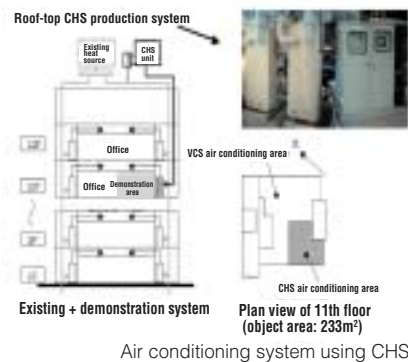 Roof-top CHS production system
Existing
heat
source
CHS
unit
Office
Office
Demonstration
area
VCS air conditioning area
CHS air conditioning area
Existing + demonstration system
Plan view of 11th floor
(object area: 233m²)
Air conditioning system using CHS